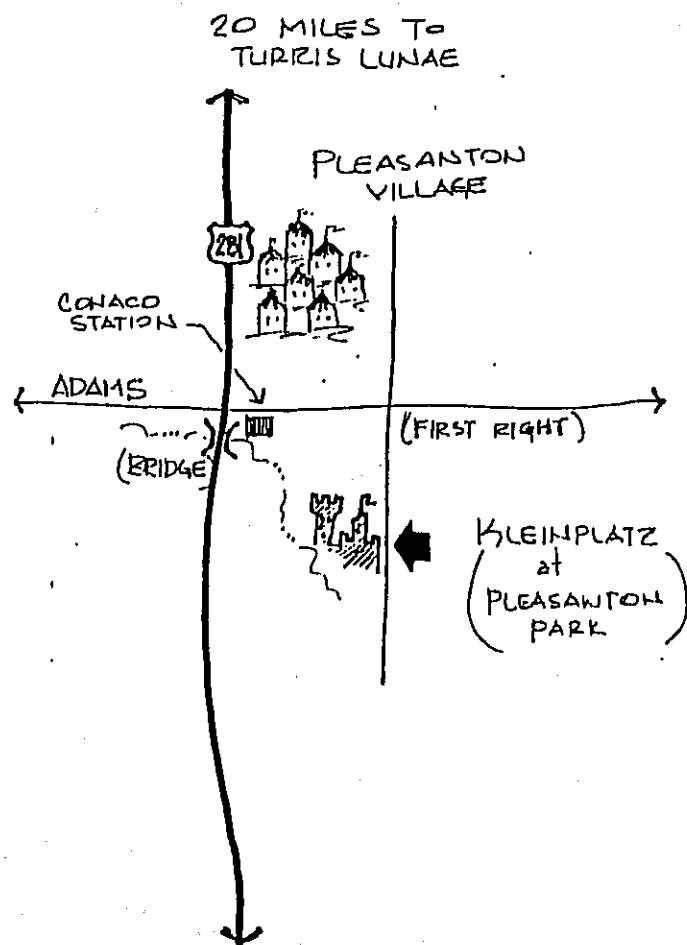 20 MILES TO
TURRIS LUNAE
PLEASANTON
VILLAGE
281
CONACO
STATION
ADAMS
(FIRST RIGHT)
(BRIDGE)
KLEINPLATZ
at
PLEASANTON
PARK